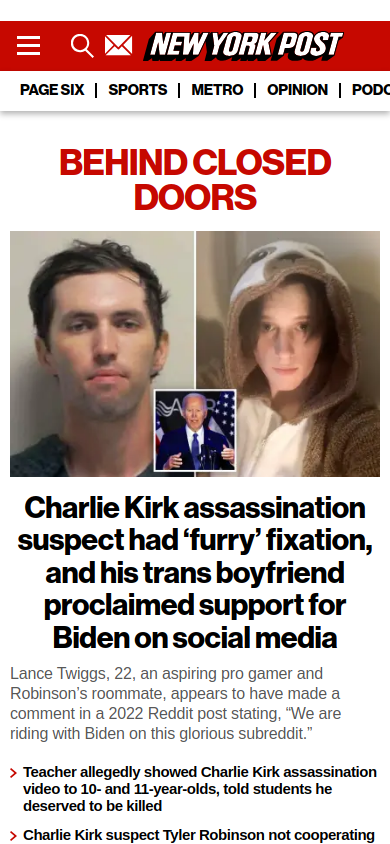 NEW YORK POST
PAGE SIX | SPORTS | METRO | OPINION | PODC
BEHIND CLOSED
DOORS
Charlie Kirk assassination
suspect had ‘furry’ fixation,
and his trans boyfriend
proclaimed support for
Biden on social media
Lance Twiggs, 22, an aspiring pro gamer and
Robinson’s roommate, appears to have made a
comment in a 2022 Reddit post stating, “We are
riding with Biden on this glorious subreddit.”
Teacher allegedly showed Charlie Kirk assassination
video to 10- and 11-year-olds, told students he
deserved to be killed
Charlie Kirk suspect Tyler Robinson not cooperating